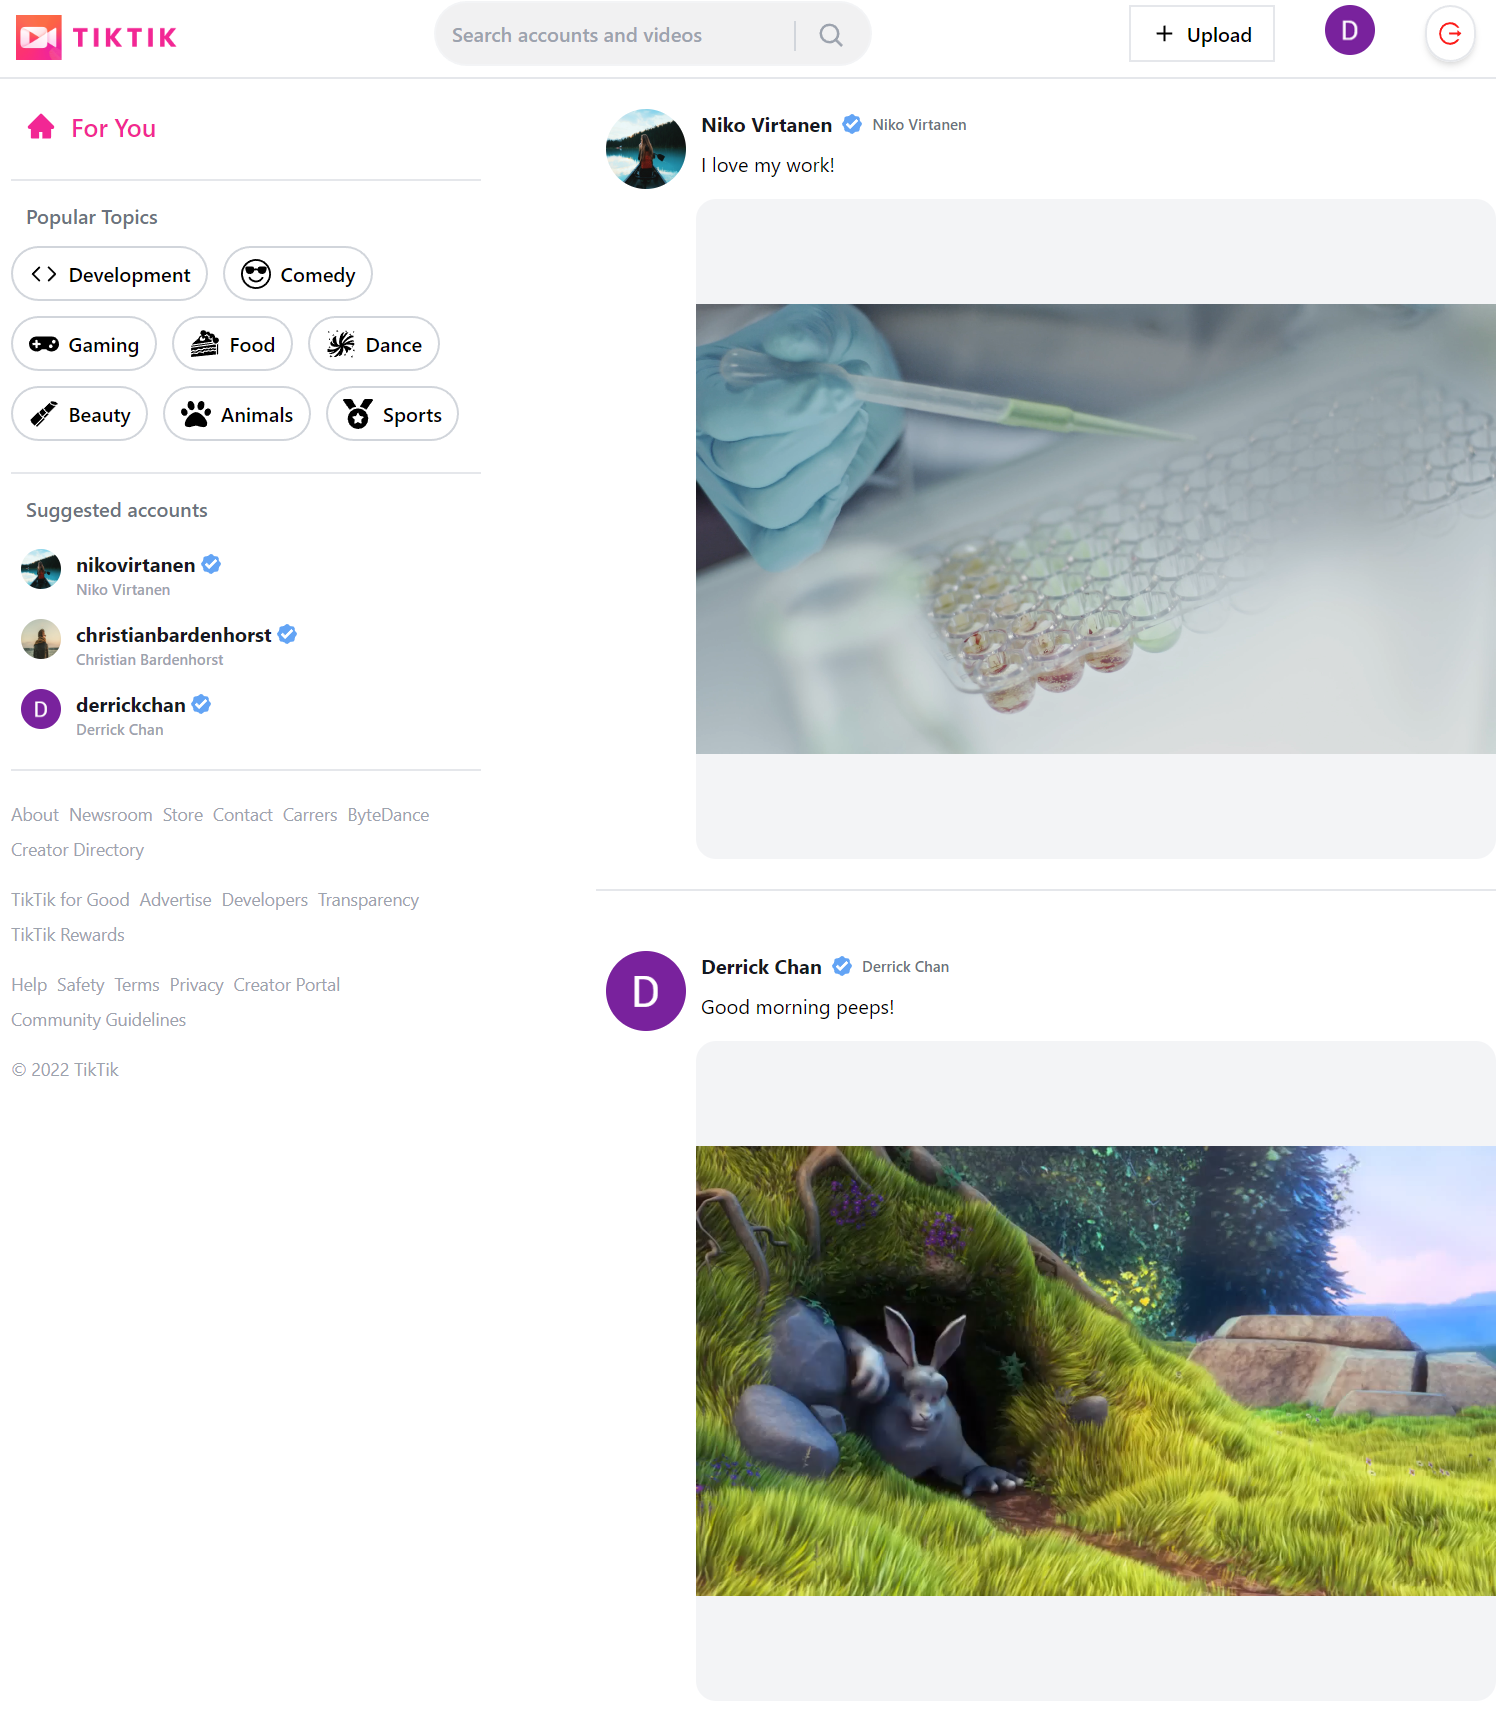 TIKTIK
Search accounts and videos
Upload
D
For You
Popular Topics
Development Comedy
Gaming Food Dance
Beauty Animals Sports
Suggested accounts
nikovirtanen
Niko Virtanen
christianbardenhorst
Christian Bardenhorst
D
derrickchan
Derrick Chan
About Newsroom Store Contact Carrers ByteDance
Creator Directory
TikTik for Good Advertise Developers Transparency
TikTik Rewards
Help Safety Terms Privacy Creator Portal
Community Guidelines
© 2022 TikTik
Niko Virtanen Niko Virtanen
I love my work!
D
Derrick Chan Derrick Chan
Good morning peeps!